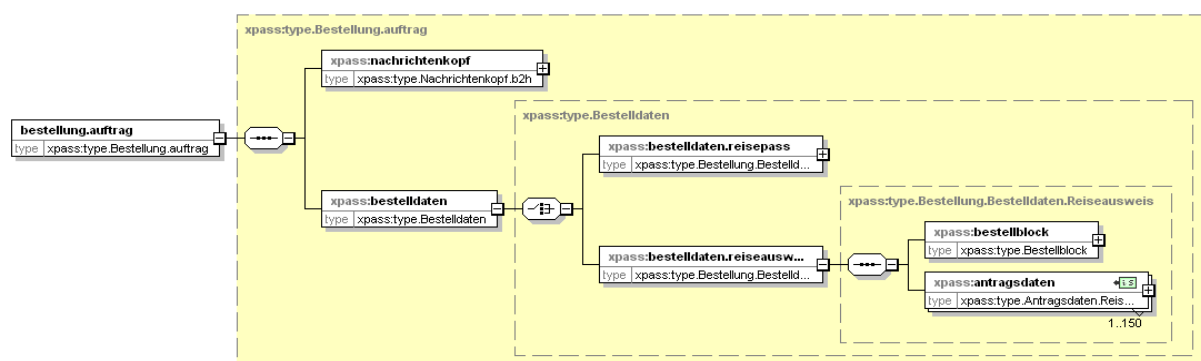 xpass:type.Bestellung.auftrag
xpass:nachrichtenkopf
type xpass:type.Nachrichtenkopf.b2h
bestellung.auftrag
type xpass:type.Bestellung.auftrag
xpass:type.Bestelldaten
xpass:bestelldaten.reisepass
type xpass:type.Bestellung.Bestelld...
xpass:bestelldaten
type xpass:type.Bestelldaten
xpass:bestelldaten.reiseausw...
type xpass:type.Bestellung.Bestelld...
xpass:type.Bestellung.Bestelldaten.Reiseausweis
xpass:bestellblock
type xpass:type.Bestellblock
xpass:antragsdaten
type xpass:type.Antragsdaten.Reis...
1..150